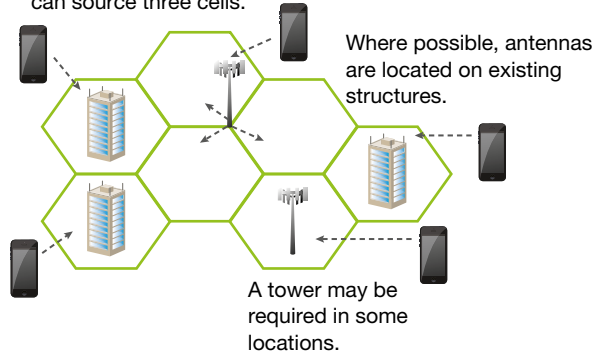 can source three cells.
Where possible, antennas
are located on existing
structures.
A tower may be
required in some
locations.